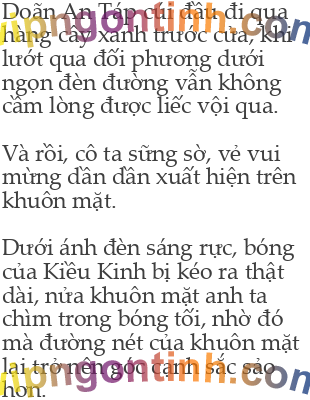 Doãn An Táp cúi đầu đi qua
hàng cây xanh trước cửa, khi
lướt qua đối phương dưới
ngọn đèn đường vẫn không
cầm lòng được liếc vội qua.
Và rồi, cô ta sững sờ, vẻ vui
mừng dần dần xuất hiện trên
khuôn mặt.
Dưới ánh đèn sáng rực, bóng
của Kiều Kinh bị kéo ra thật
dài, nửa khuôn mặt anh ta
chìm trong bóng tối, nhờ đó
mà đường nét của khuôn mặt
lại trở nên góc cạnh sắc sảo
hơn.
vipngontinh.com